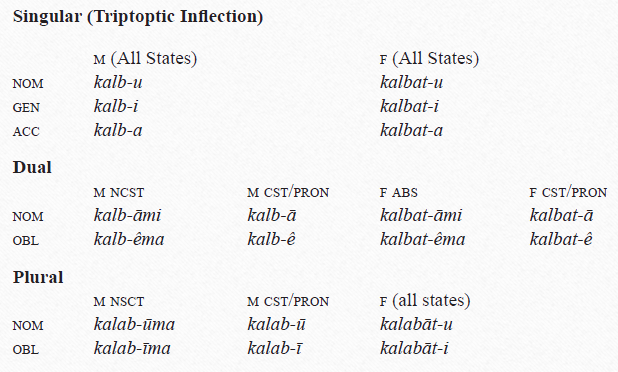 Singular (Triptoptic Inflection)
M (All States) F (All States)
NOM kalb-u kalbat-u
GEN kalb-i kalbat-i
ACC kalb-a kalbat-a
Dual
M NCST M CST/PRON F ABS F CST/PRON
NOM kalb-āmi kalb-ā kalbat-āmi kalbat-ā
OBL kalb-êma kalb-ê kalbat-êma kalbat-ê
Plural
M NSCT M CST/PRON F (all states)
NOM kalab-ūma kalab-ū kalabāt-u
OBL kalab-īma kalab-ī kalabāt-i